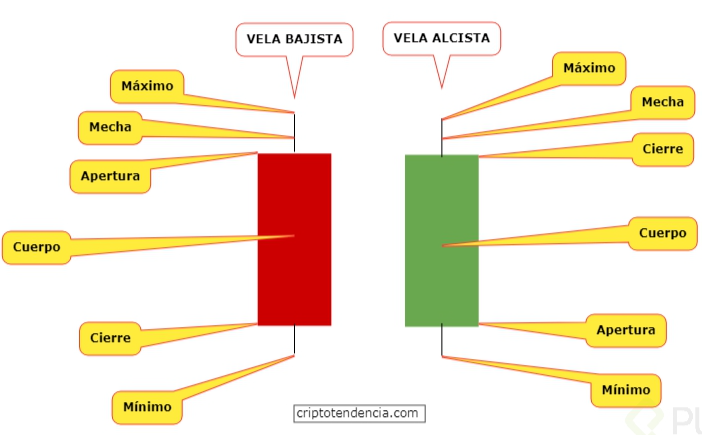 VELA BAJISTA
VELA ALCISTA
Máximo
Mecha
Apertura
Cuerpo
Cierre
Mínimo
Máximo
Mecha
Cierre
Cuerpo
Apertura
Mínimo
criptotendencia.com